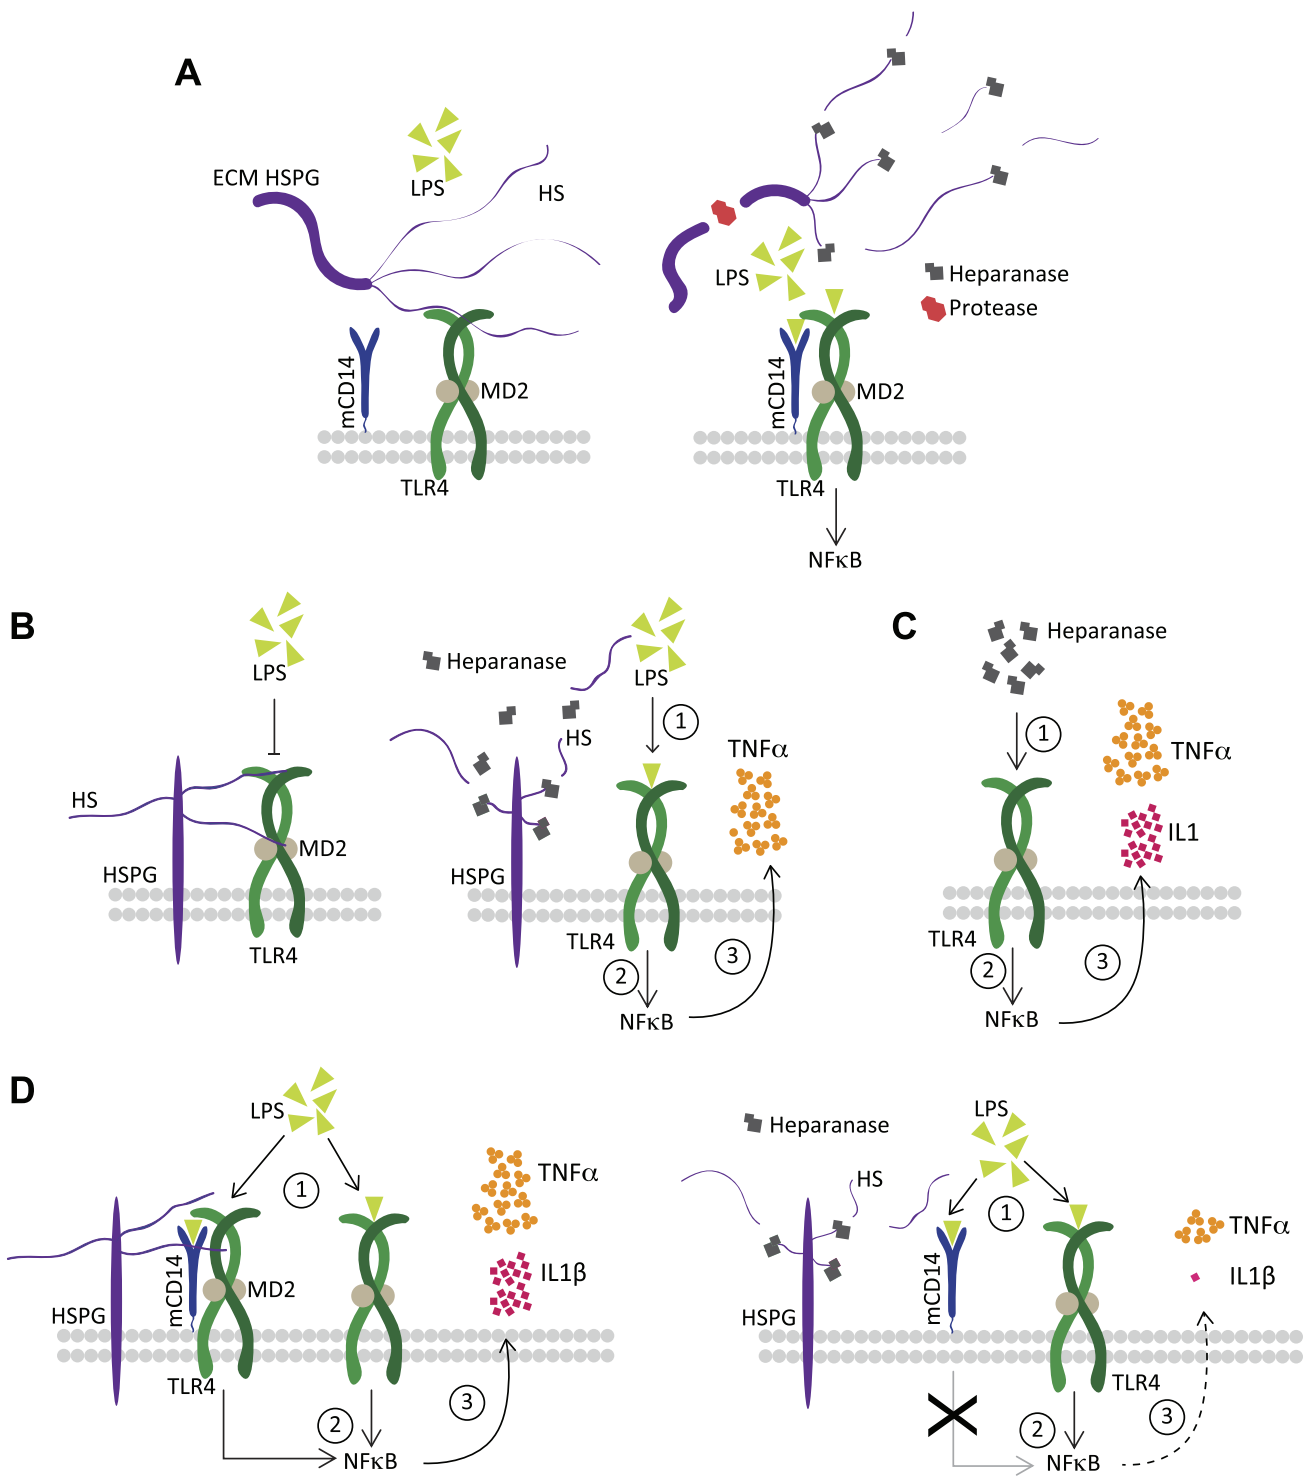 A
LPS
ECM HSPG
HS
mCD14
MD2
TLR4
LPS
Heparanase
Protease
mCD14
MD2
TLR4
NFκB
B
LPS
HS
MD2
HSPG
TLR4
Heparanase
LPS
1
HS
TNFα
HSPG
TLR4
2
3
NFκB
C
Heparanase
1
TNFα
IL1
TLR4
2
3
NFκB
D
LPS
1
TNFα
IL1β
mCD14
MD2
HSPG
TLR4
2
3
NFκB
Heparanase
LPS
HS
1
TNFα
IL1β
mCD14
HSPG
TLR4
2
3
NFκB